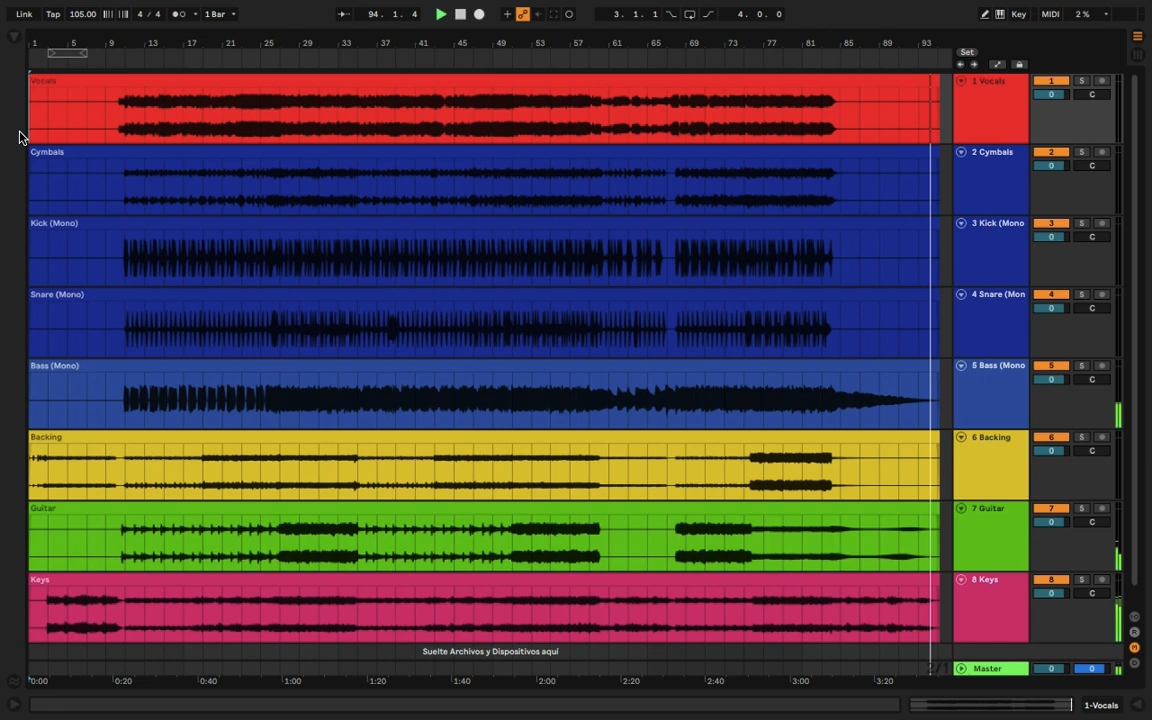 Link Tap 105.00 4 / 4 1 Bar 94. 1. 4 3. 1. 1 4. 0. 0 Key MIDI 2 %
1 5 9 13 17 21 25 29 33 37 41 45 49 53 57 61 65 69 73 77 81 85 89 93
Set
Vocals 1 Vocals 1 S
0 C
Cymbals 2 Cymbals 2 S
0 C
Kick (Mono) 3 Kick (Mono 3 S
0 C
Snare (Mono) 4 Snare (Mon 4 S
0 C
Bass (Mono) 5 Bass (Mono 5 S
0 C
Backing 6 Backing 6 S
0 C
Guitar 7 Guitar 7 S
0 C
Keys 8 Keys 8 S
0 C
R
M
D
Suelte Archivos y Dispositivos aquí
2/1 Master 0 0
0:00 0:20 0:40 1:00 1:20 1:40 2:00 2:20 2:40 3:00 3:20
1-Vocals